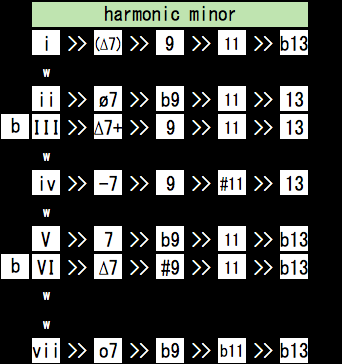 harmonic minor
i >> (Δ7) >> 9 >> 11 >> b13
w
ii >> ø7 >> b9 >> 11 >> 13
b III >> Δ7+ >> 9 >> 11 >> 13
w
iv >> −7 >> 9 >> #11 >> 13
w
V >> 7 >> b9 >> 11 >> b13
b VI >> Δ7 >> #9 >> 11 >> b13
w
w
vii >> o7 >> b9 >> b11 >> b13